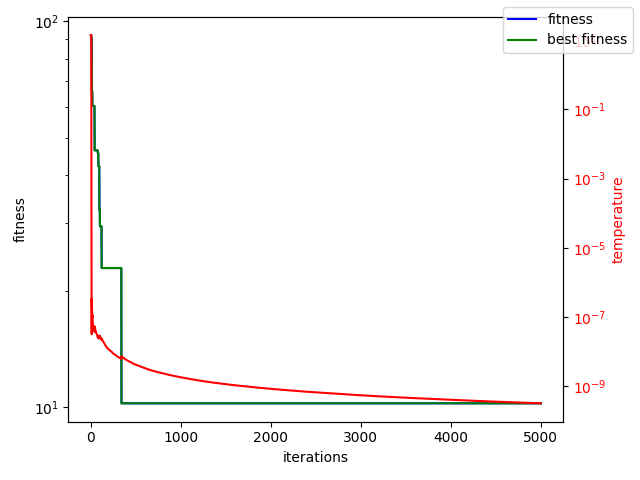 fitness
best fitness
10²
10¹
fitness
0
1000
2000
3000
4000
5000
iterations
10⁻¹
10⁻³
10⁻⁵
10⁻⁷
10⁻⁹
temperature